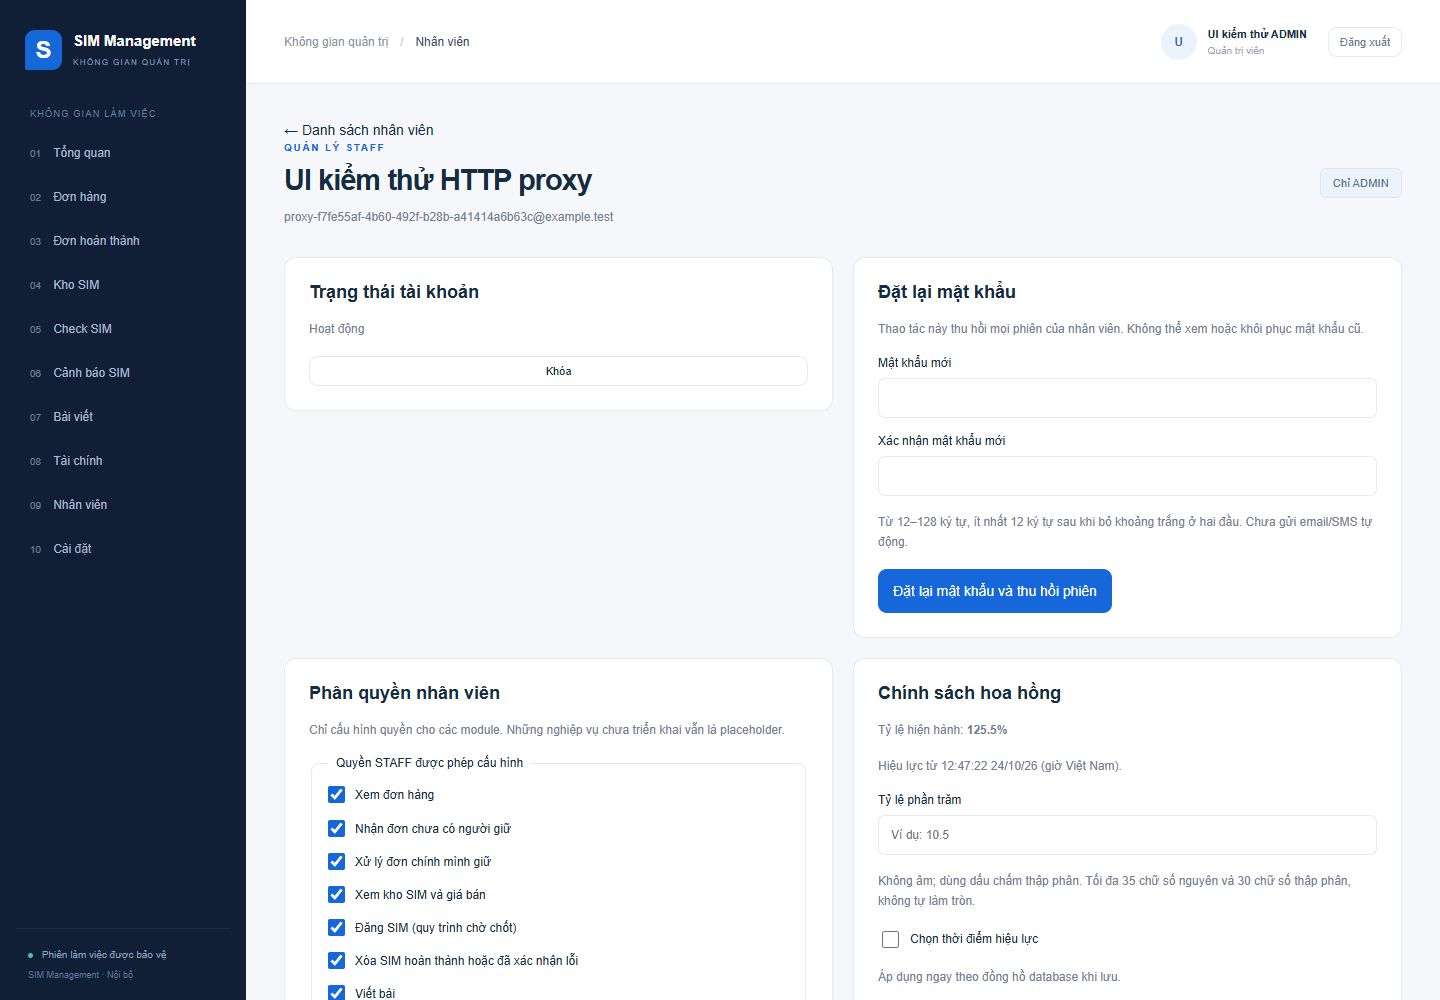 S
SIM Management
KHÔNG GIAN QUẢN TRỊ
KHÔNG GIAN LÀM VIỆC
01 Tổng quan
02 Đơn hàng
03 Đơn hoàn thành
04 Kho SIM
05 Check SIM
06 Cảnh báo SIM
07 Bài viết
08 Tài chính
09 Nhân viên
10 Cài đặt
Phiên làm việc được bảo vệ
SIM Management · Nội bộ
Không gian quản trị / Nhân viên
U
UI kiểm thử ADMIN
Quản trị viên
Đăng xuất
← Danh sách nhân viên
QUẢN LÝ STAFF
UI kiểm thử HTTP proxy
Chỉ ADMIN
proxy-f7fe55af-4b60-492f-b28b-a41414a6b63c@example.test
Trạng thái tài khoản
Hoạt động
Khóa
Đặt lại mật khẩu
Thao tác này thu hồi mọi phiên của nhân viên. Không thể xem hoặc khôi phục mật khẩu cũ.
Mật khẩu mới
Xác nhận mật khẩu mới
Từ 12–128 ký tự, ít nhất 12 ký tự sau khi bỏ khoảng trắng ở hai đầu. Chưa gửi email/SMS tự
động.
Đặt lại mật khẩu và thu hồi phiên
Phân quyền nhân viên
Chỉ cấu hình quyền cho các module. Những nghiệp vụ chưa triển khai vẫn là placeholder.
Quyền STAFF được phép cấu hình
Xem đơn hàng
Nhận đơn chưa có người giữ
Xử lý đơn chính mình giữ
Xem kho SIM và giá bán
Đăng SIM (quy trình chờ chốt)
Xóa SIM hoàn thành hoặc đã xác nhận lỗi
Viết bài
Chính sách hoa hồng
Tỷ lệ hiện hành: 125.5%
Hiệu lực từ 12:47:22 24/10/26 (giờ Việt Nam).
Tỷ lệ phần trăm
Ví dụ: 10.5
Không âm; dùng dấu chấm thập phân. Tối đa 35 chữ số nguyên và 30 chữ số thập phân,
không tự làm tròn.
Chọn thời điểm hiệu lực
Áp dụng ngay theo đồng hồ database khi lưu.